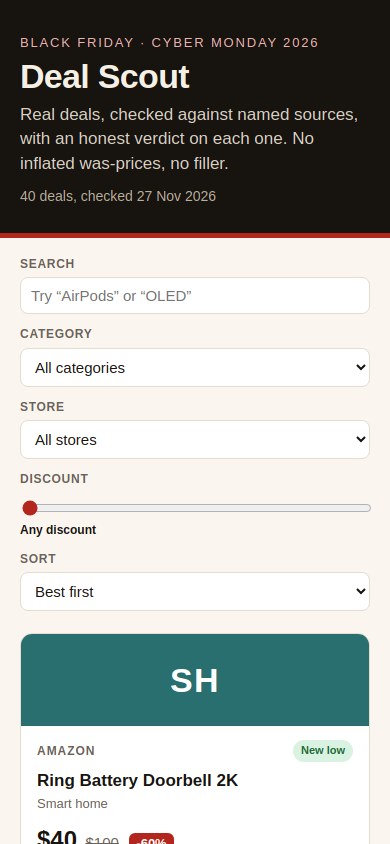 BLACK FRIDAY · CYBER MONDAY 2026
Deal Scout
Real deals, checked against named sources,
with an honest verdict on each one. No
inflated was-prices, no filler.
40 deals, checked 27 Nov 2026
SEARCH
Try “AirPods” or “OLED”
CATEGORY
All categories
STORE
All stores
DISCOUNT
Any discount
SORT
Best first
SH
AMAZON New low
Ring Battery Doorbell 2K
Smart home
$40 $100 -60%